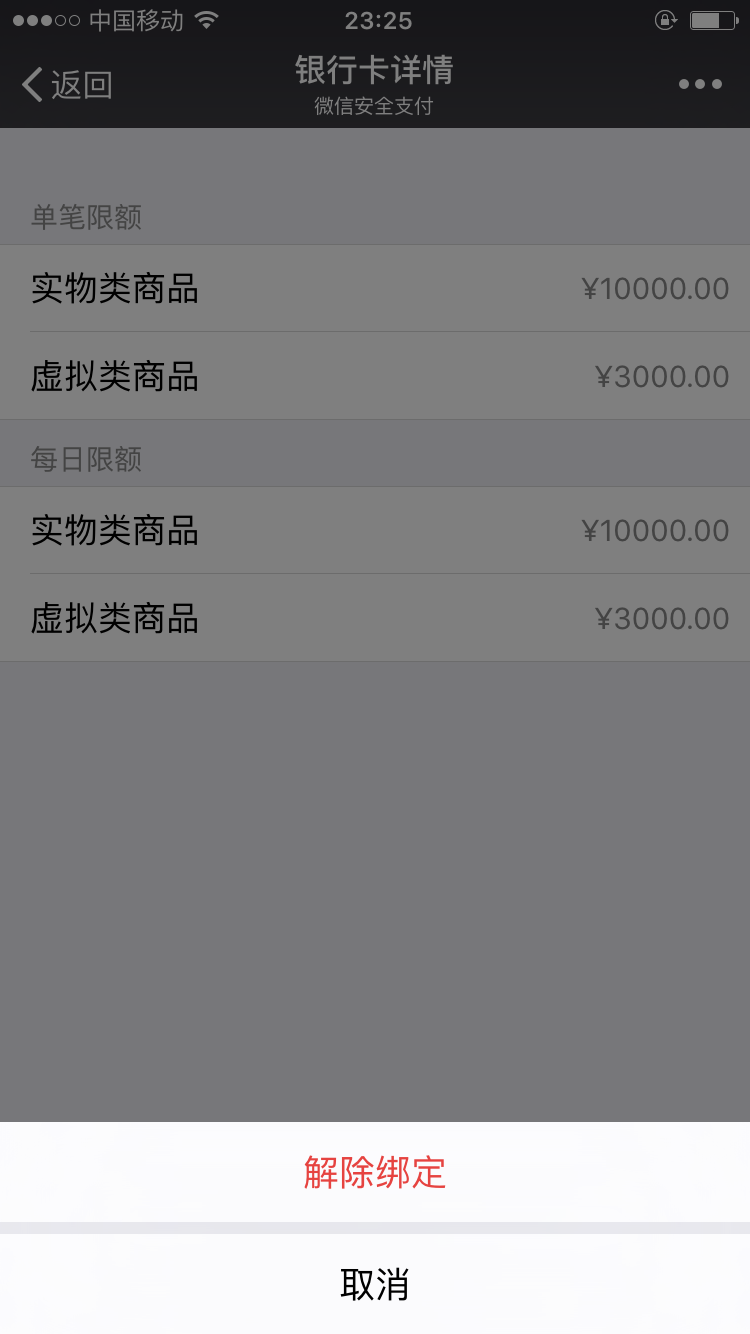 中国移动
23:25
返回
银行卡详情
微信安全支付
单笔限额
实物类商品 ¥10000.00
虚拟类商品 ¥3000.00
每日限额
实物类商品 ¥10000.00
虚拟类商品 ¥3000.00
解除绑定
取消